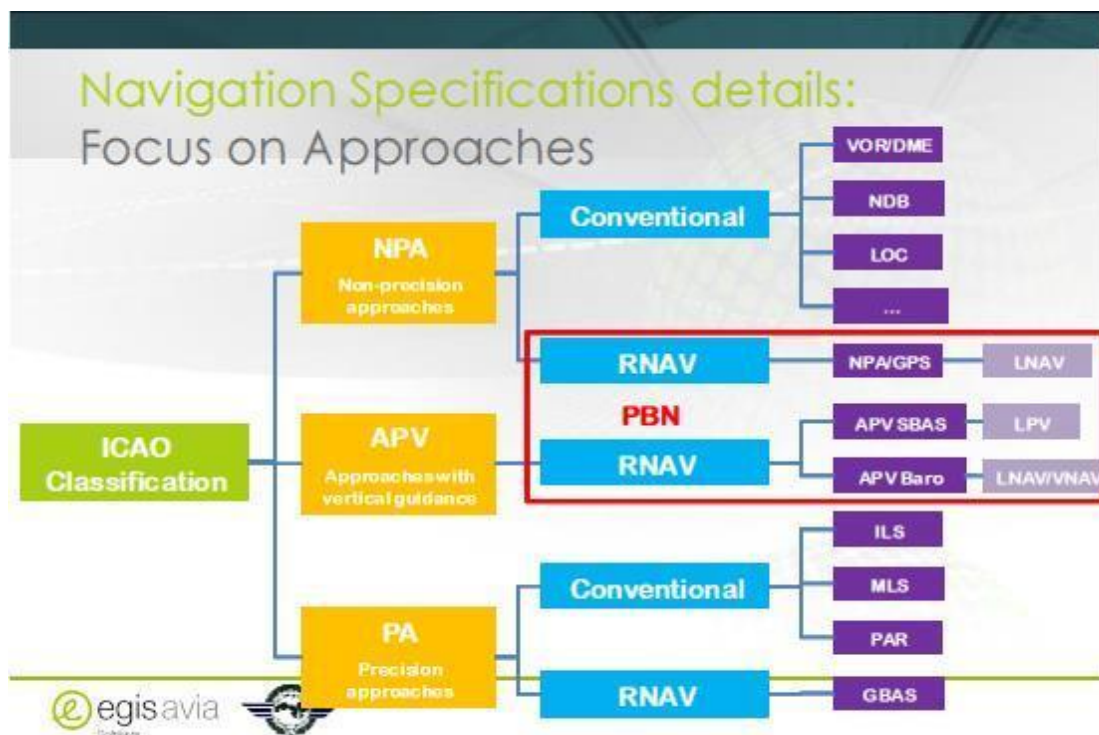 Navigation Specifications details:
Focus on Approaches
ICAO
Classification
NPA
Non-precision
approaches
Conventional
VOR/DME
NDB
LOC
...
RNAV
NPA/GPS
LNAV
PBN
APV
Approaches with
vertical guidance
RNAV
APV SBAS
LPV
APV Baro
LNAV/VNAV
PA
Precision
approaches
Conventional
ILS
MLS
PAR
RNAV
GBAS
egis avia